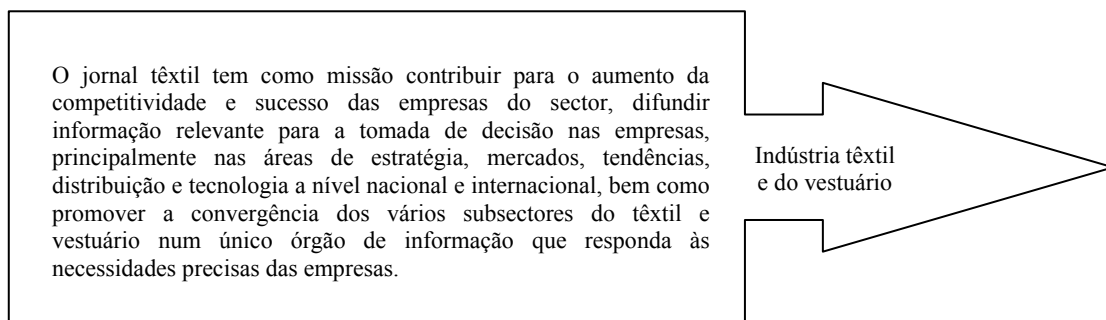 O jornal têxtil tem como missão contribuir para o aumento da
competitividade e sucesso das empresas do sector, difundir
informação relevante para a tomada de decisão nas empresas,
principalmente nas áreas de estratégia, mercados, tendências,
distribuição e tecnologia a nível nacional e internacional, bem como
promover a convergência dos vários subsectores do têxtil e
vestuário num único órgão de informação que responda às
necessidades precisas das empresas.
Indústria têxtil
e do vestuário